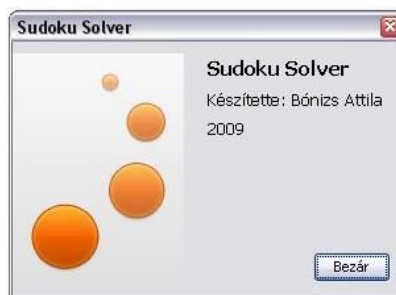 Sudoku Solver
Sudoku Solver
Készítette: Bónizs Attila
2009
Bezár